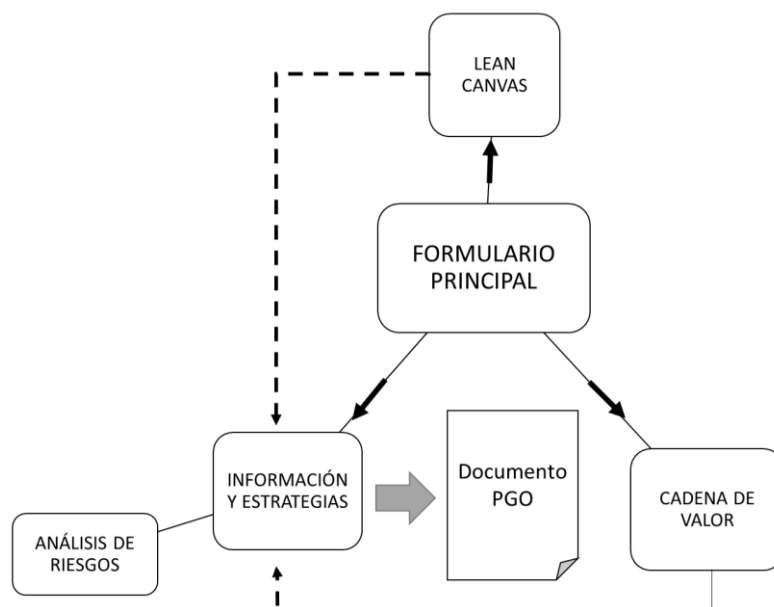 LEAN
CANVAS
FORMULARIO
PRINCIPAL
INFORMACIÓN
Y ESTRATEGIAS
Documento
PGO
CADENA DE
VALOR
ANÁLISIS DE
RIESGOS